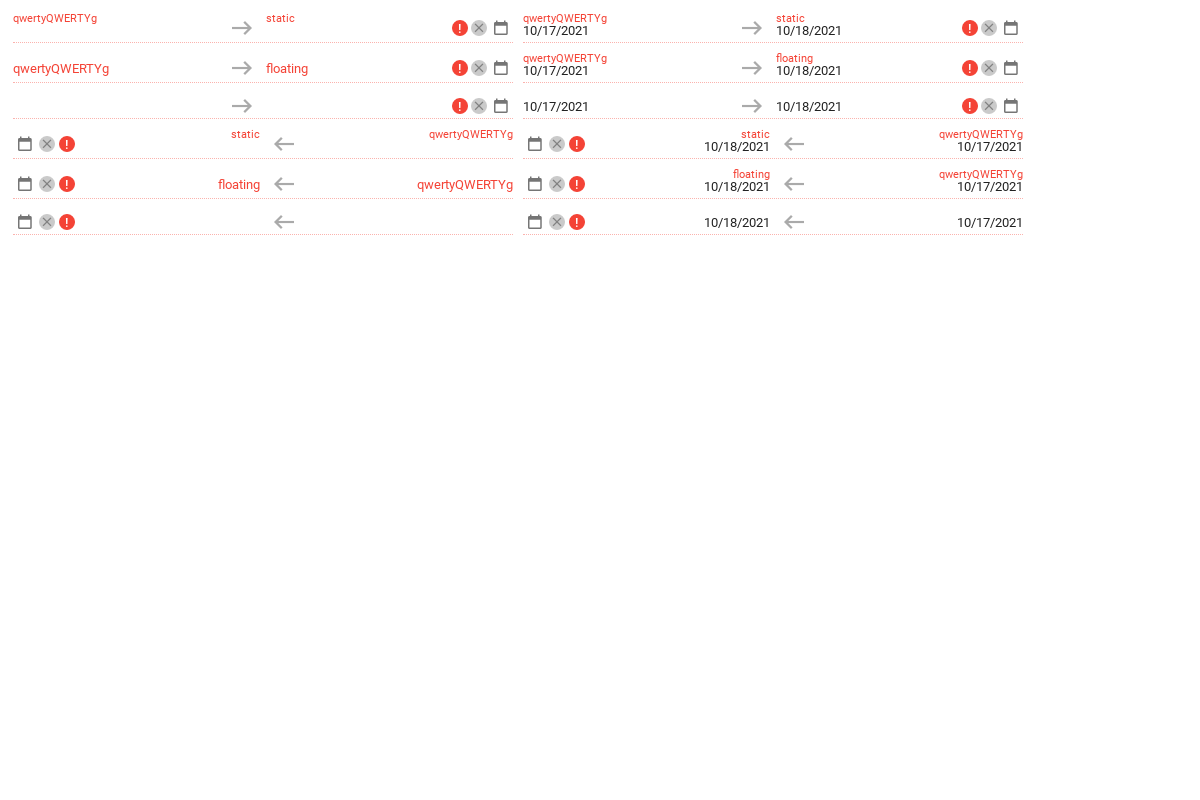 qwertyQWERTYg static qwertyQWERTYg static
10/17/2021 10/18/2021
qwertyQWERTYg floating
qwertyQWERTYg floating 10/17/2021 10/18/2021
10/17/2021 10/18/2021
static qwertyQWERTYg static qwertyQWERTYg
10/18/2021 10/17/2021
floating qwertyQWERTYg
floating qwertyQWERTYg 10/18/2021 10/17/2021
10/18/2021 10/17/2021